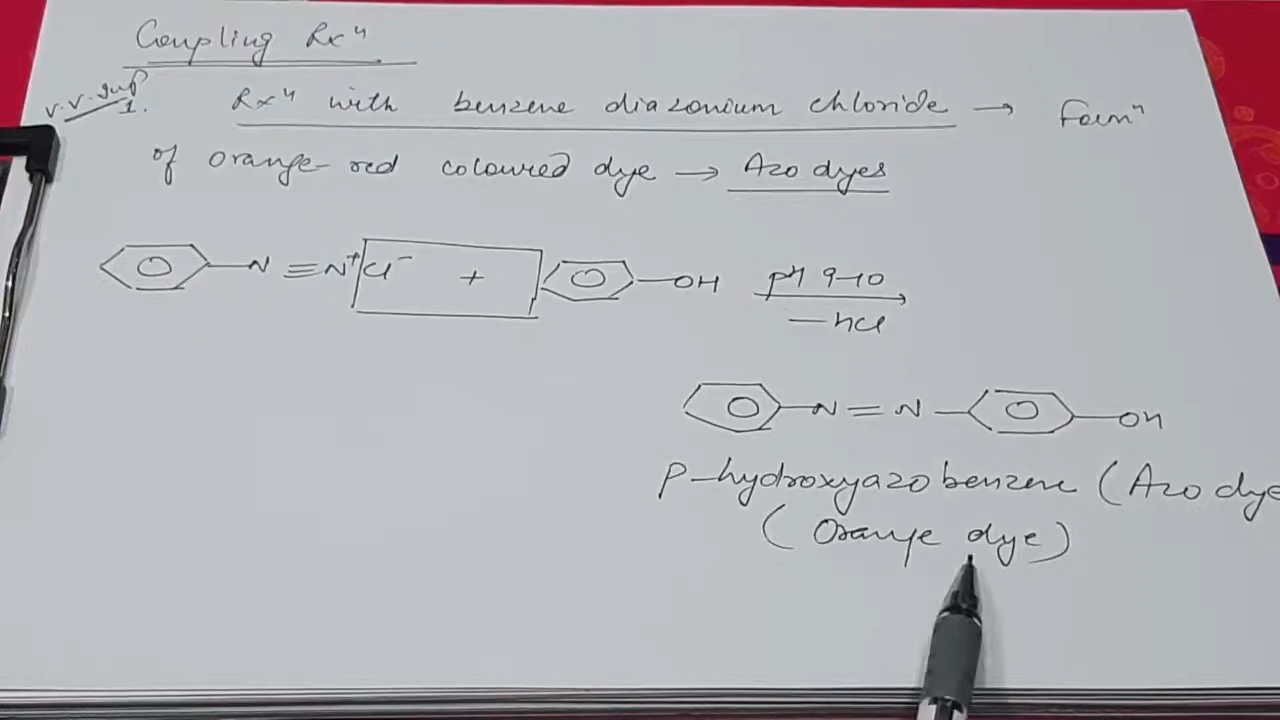 Coupling Rxⁿ
v.v.Imp
1. Rxⁿ with benzene diazonium chloride → Formⁿ
of orange-red coloured dye → Azo dyes
N≡N⁺Cl⁻ + OH pH 9-10
-HCl
N=N OH
p-hydroxyazobenzene (Azo dye
(Orange dye)